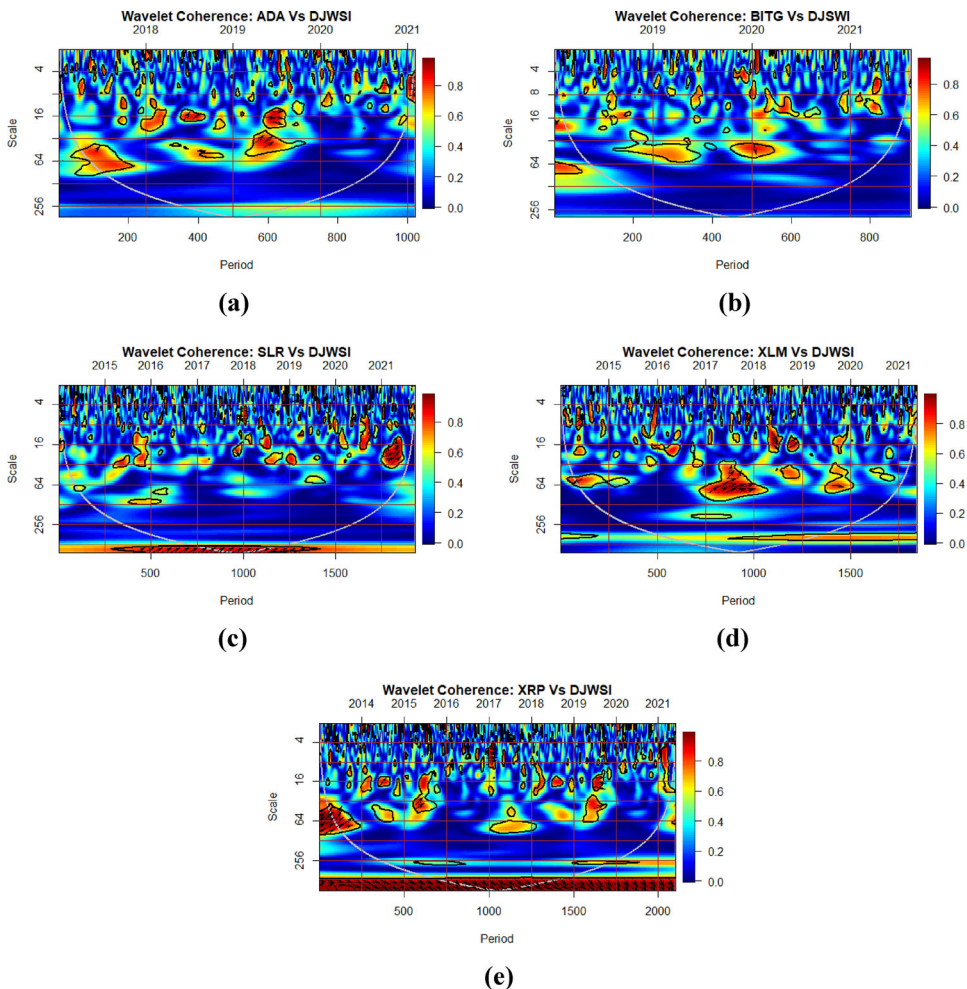 Wavelet Coherence: ADA Vs DJWSI
2018 2019 2020 2021
Scale
4
16
64
256
0.8
0.6
0.4
0.2
0.0
200 400 600 800 1000
Period
(a)
Wavelet Coherence: BITG Vs DJSWI
2019 2020 2021
Scale
4
8
16
64
256
0.8
0.6
0.4
0.2
0.0
200 400 600 800
Period
(b)
Wavelet Coherence: SLR Vs DJWSI
2015 2016 2017 2018 2019 2020 2021
Scale
4
16
64
256
0.8
0.6
0.4
0.2
0.0
500 1000 1500
Period
(c)
Wavelet Coherence: XLM Vs DJWSI
2015 2016 2017 2018 2019 2020 2021
Scale
4
16
64
256
0.8
0.6
0.4
0.2
0.0
500 1000 1500
Period
(d)
Wavelet Coherence: XRP Vs DJWSI
2014 2015 2016 2017 2018 2019 2020 2021
Scale
4
16
64
256
0.8
0.6
0.4
0.2
0.0
500 1000 1500 2000
Period
(e)